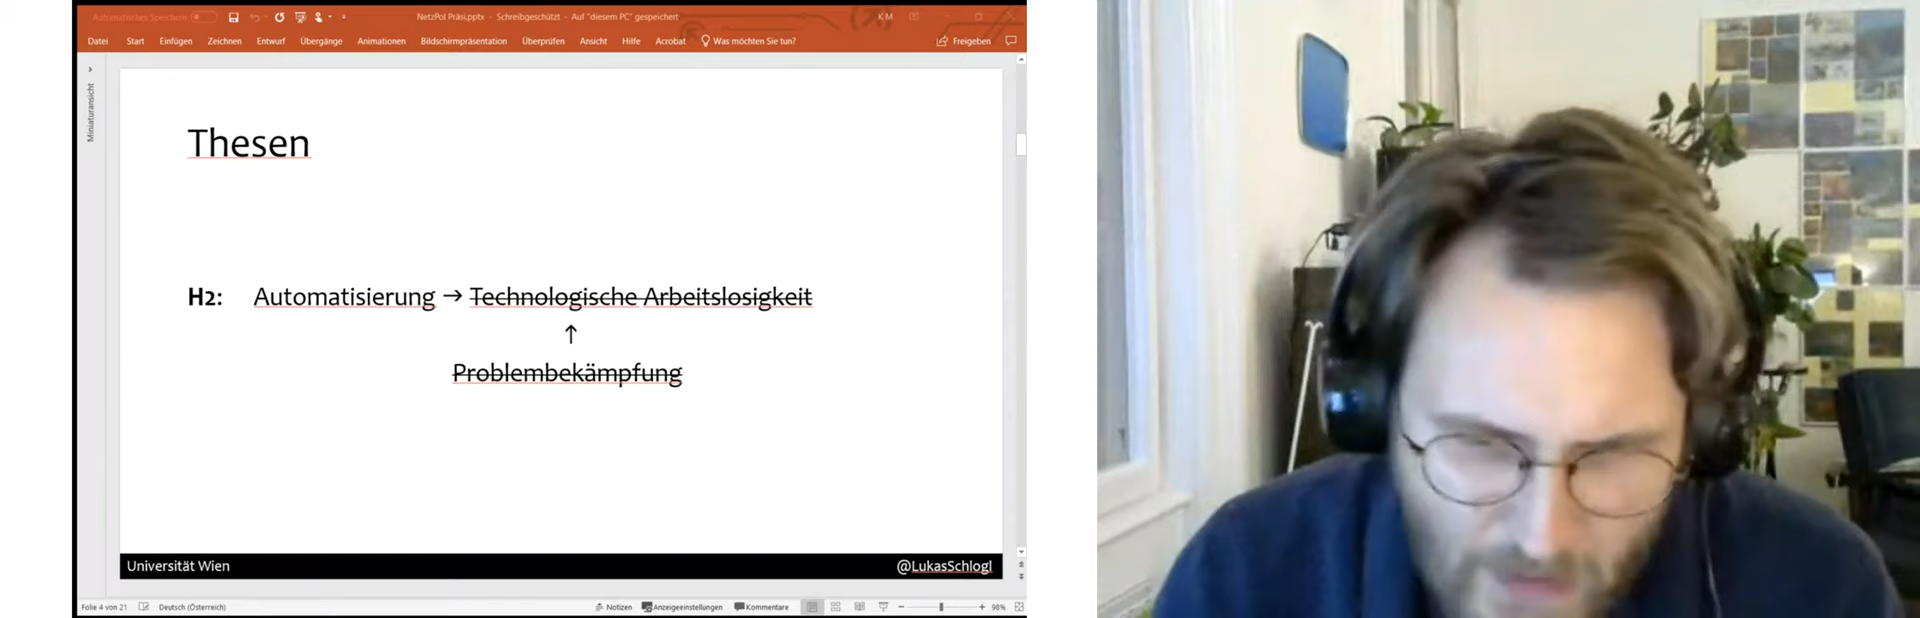 Automatisches Speichern
NetzPol Präsi.pptx - Schreibgeschützt - Auf "diesem PC" gespeichert
K M
Datei Start Einfügen Zeichnen Entwurf Übergänge Animationen Bildschirmpräsentation Überprüfen Ansicht Hilfe Acrobat Was möchten Sie tun? Freigeben
Miniaturansicht
Thesen
H2: Automatisierung → Technologische Arbeitslosigkeit
↑
Problembekämpfung
Universität Wien @LukasSchlogl
Folie 4 von 21 Deutsch (Österreich) Notizen Anzeigeeinstellungen Kommentare 98%